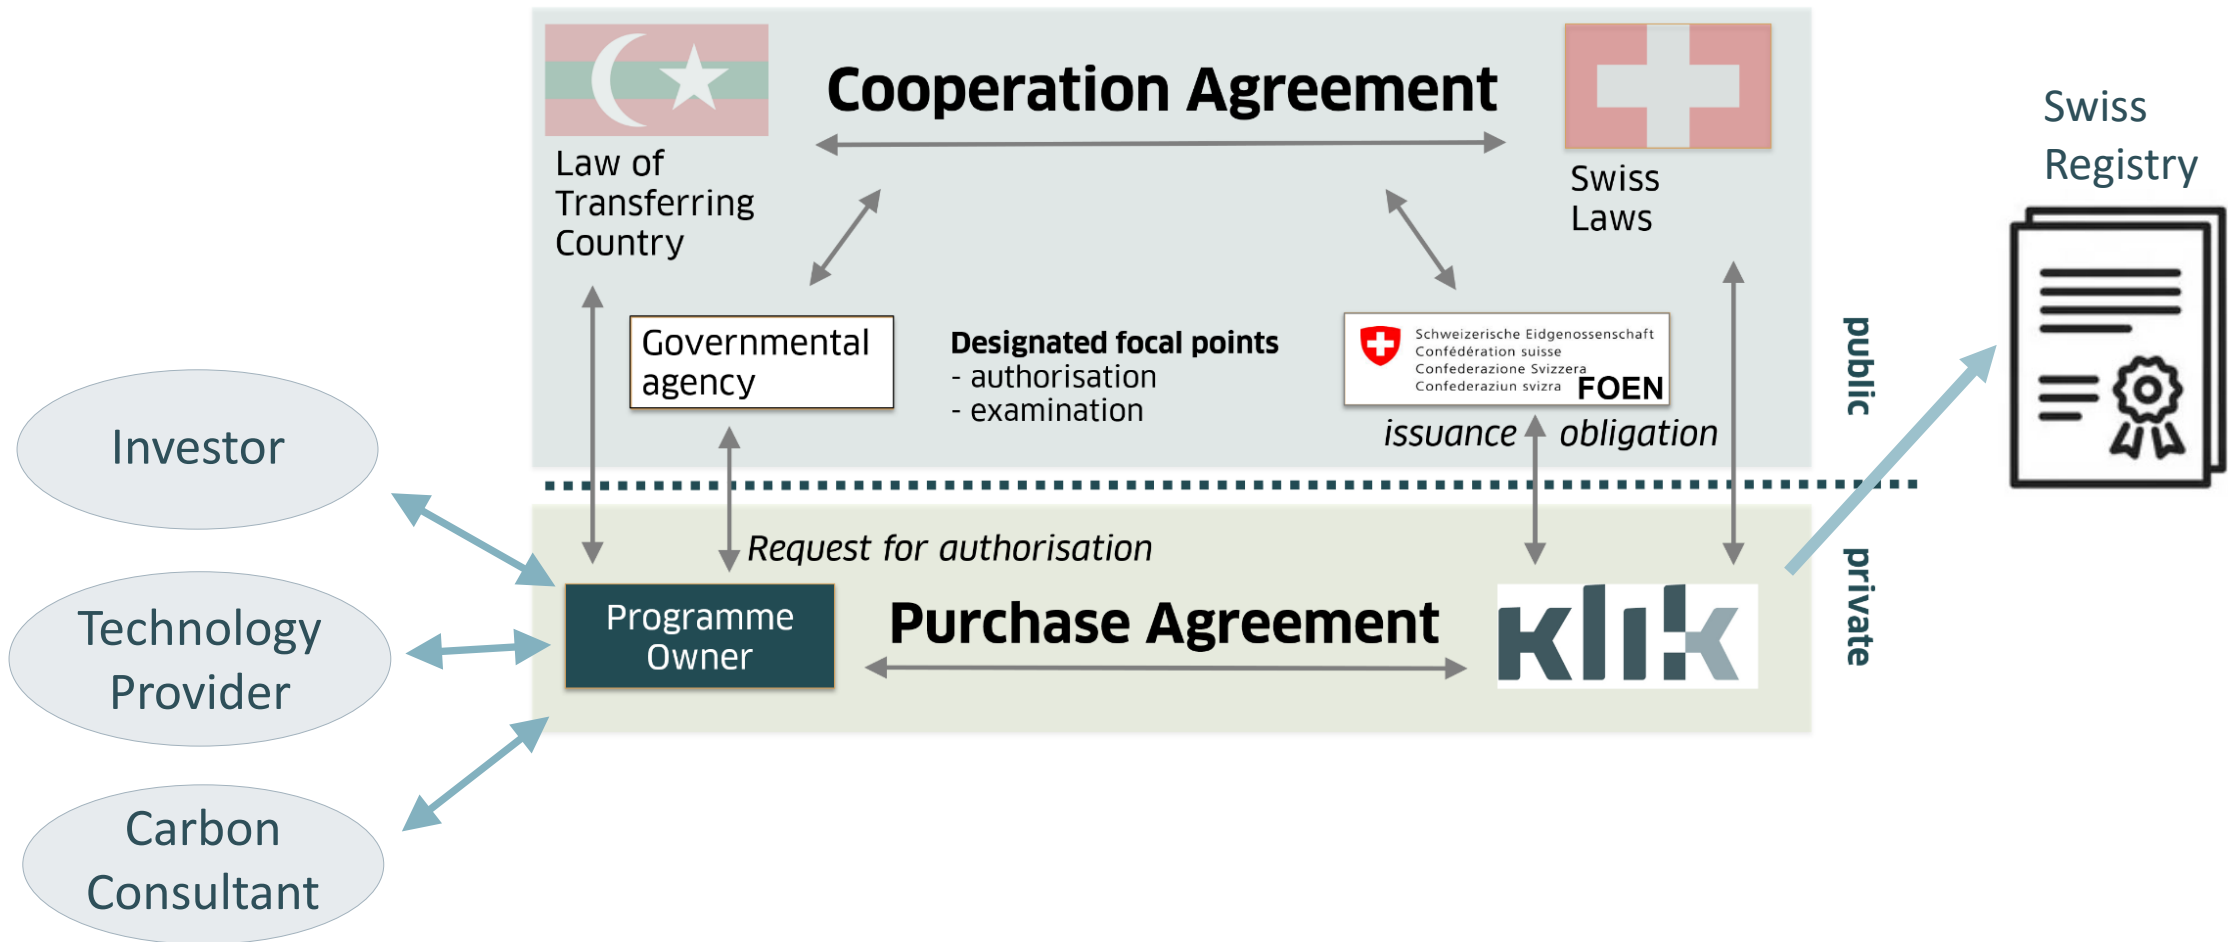 Cooperation Agreement
Law of
Transferring
Country
Swiss
Laws
Swiss
Registry
Governmental
agency
Designated focal points
- authorisation
- examination
Schweizerische Eidgenossenschaft
Confédération suisse
Confederazione Svizzera
Confederaziun svizra
FOEN
issuance
obligation
public
private
Request for authorisation
Investor
Technology
Provider
Carbon
Consultant
Programme
Owner
Purchase Agreement
klik